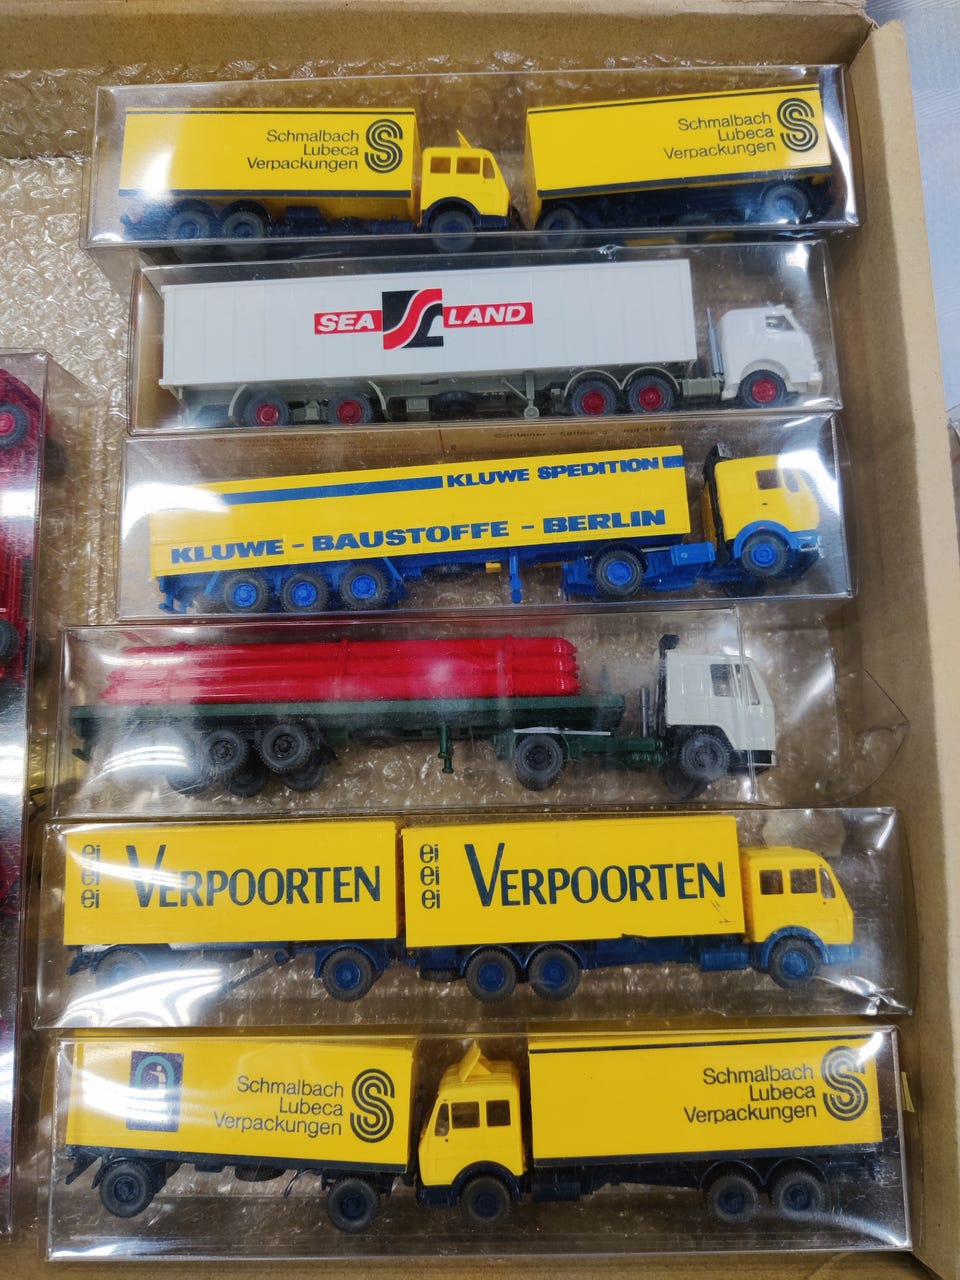 Schmalbach
Lubeca
Verpackungen
Schmalbach
Lubeca
Verpackungen
SEA LAND
KLUWE SPEDITION
KLUWE - BAUSTOFFE - BERLIN
ei
ei
ei
VERPOORTEN
ei
ei
ei
VERPOORTEN
Schmalbach
Lubeca
Verpackungen
Schmalbach
Lubeca
Verpackungen